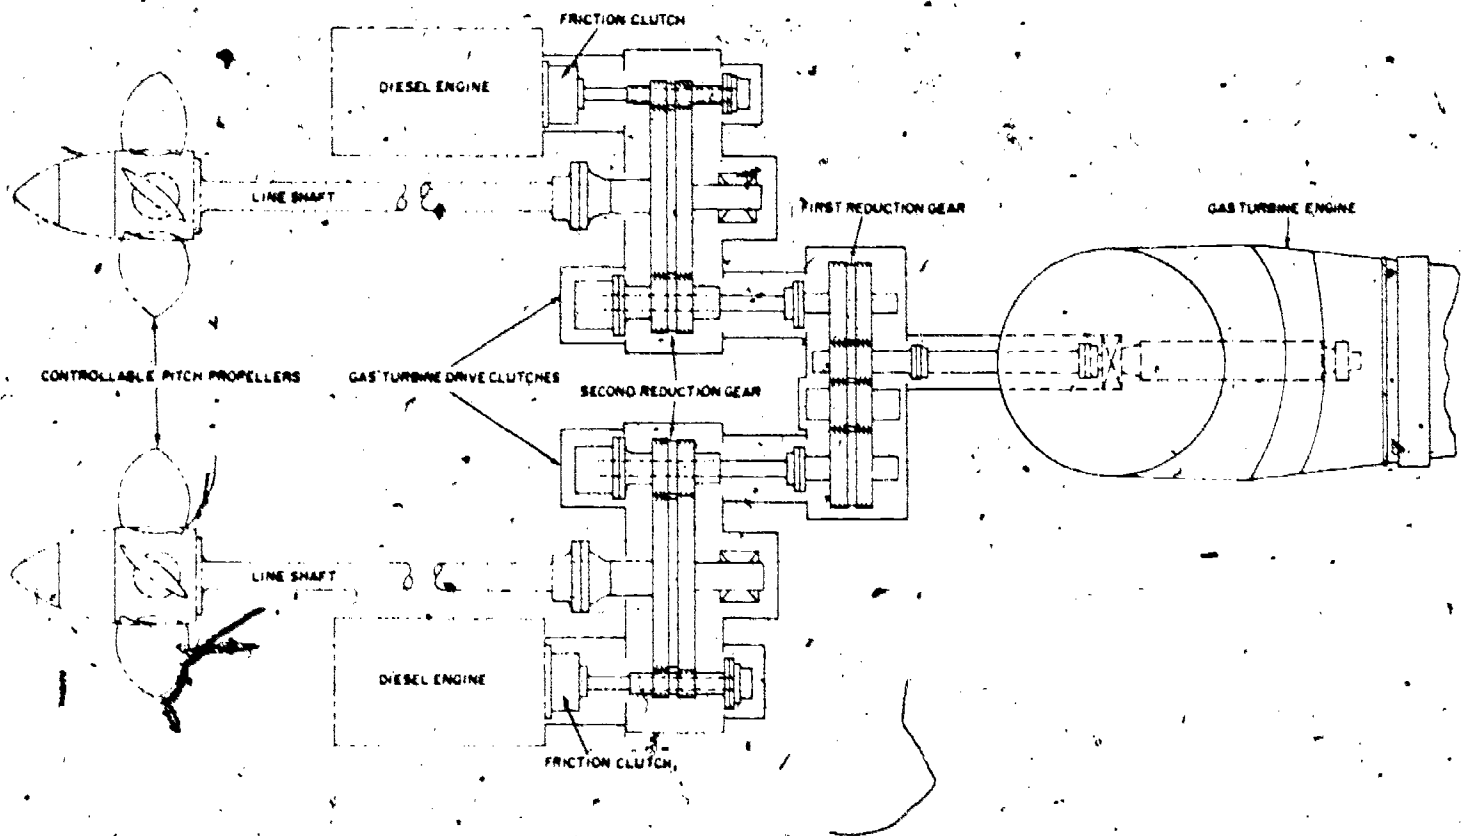 FRICTION CLUTCH
DIESEL ENGINE
LINE SHAFT
FIRST REDUCTION GEAR
GAS TURBINE ENGINE
CONTROLLABLE PITCH PROPELLERS
GAS TURBINE DRIVE CLUTCHES
SECOND REDUCTION GEAR
LINE SHAFT
DIESEL ENGINE
FRICTION CLUTCH